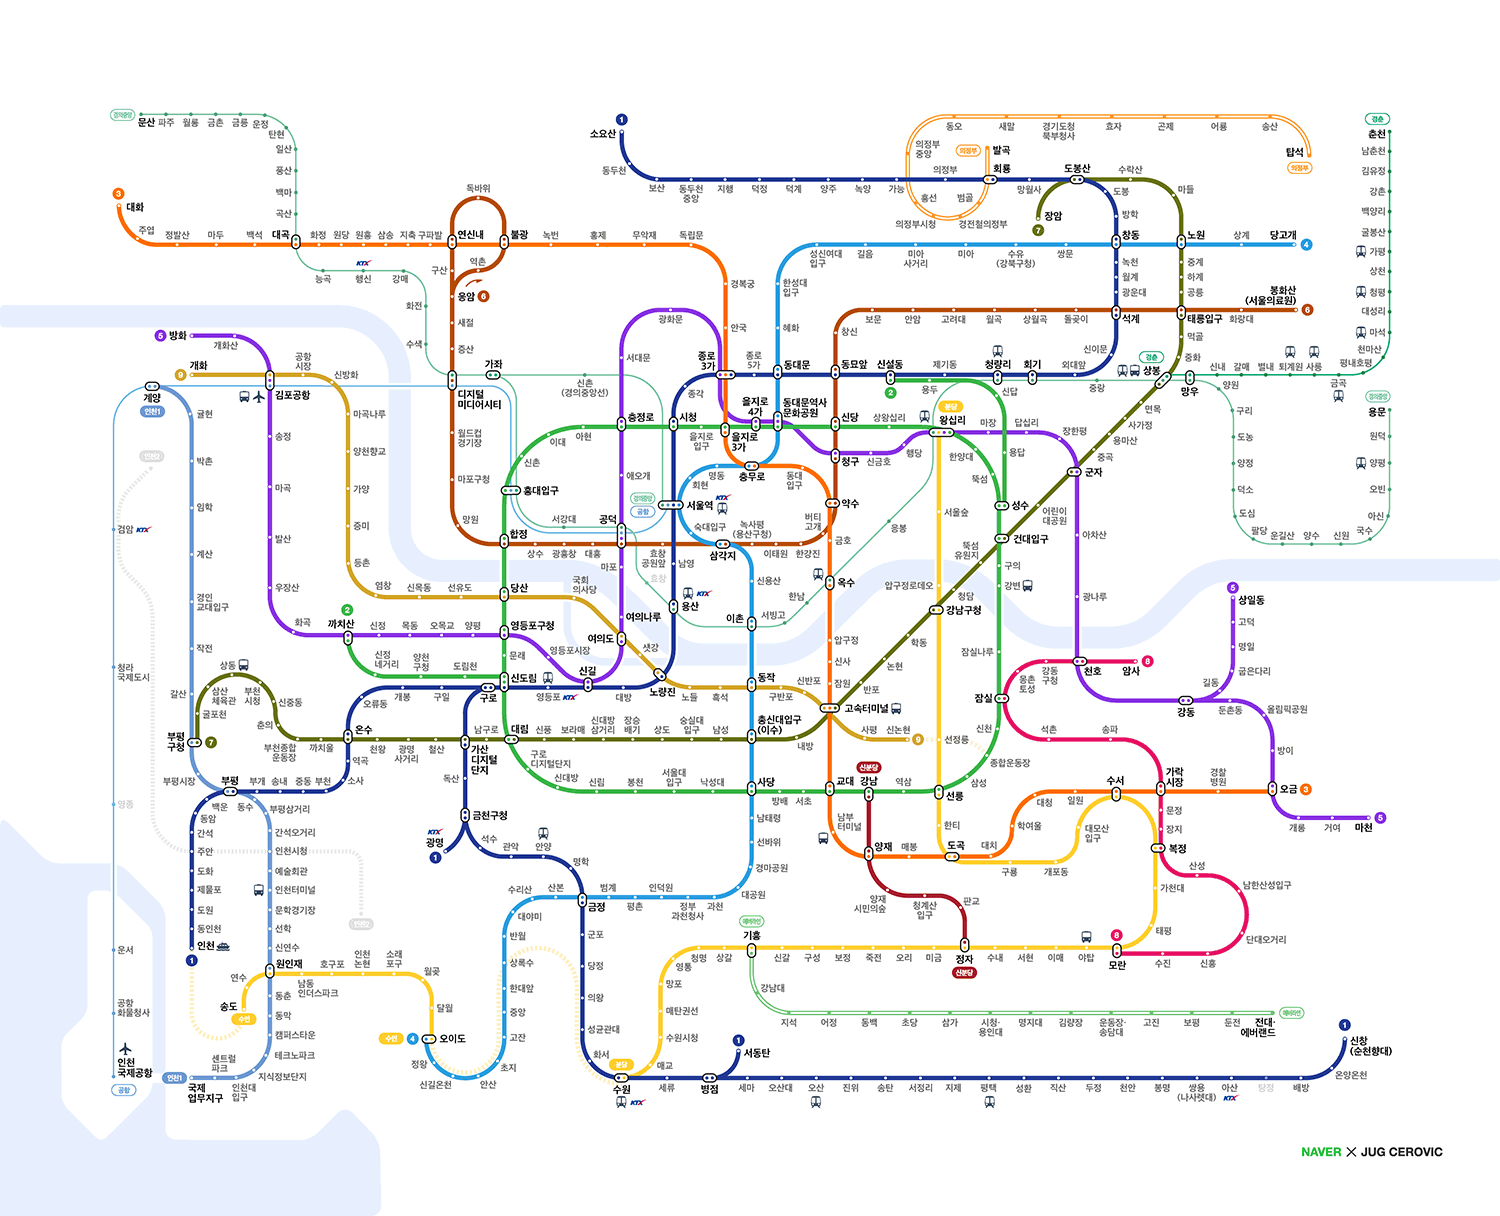 경의중앙
문산
파주
월롱
금촌
금릉
운정
탄현
일산
풍산
백마
곡산
3
대화
주엽
정발산
마두
백석
대곡
화정
원당
원흥
삼송
지축
구파발
연신내
독바위
불광
녹번
홍제
무악재
독립문
구산
역촌
응암
6
능곡
KTX
행신
강매
화전
수색
새절
증산
1
소요산
동두천
보산
동두천
중앙
지행
덕정
덕계
양주
녹양
가능
의정부
회룡
망월사
도봉산
수락산
마들
도봉
방학
의정부
중앙
동오
새말
경기도청
북부청사
효자
곤제
어룡
송산
탑석
의정부
의정부
발곡
흥선
범골
의정부시청
경전철의정부
장암
7
창동
노원
상계
당고개
4
경춘
춘천
남춘천
김유정
강촌
백양리
굴봉산
가평
상천
청평
대성리
마석
천마산
평내호평
성신여대
입구
길음
미아
사거리
미아
수유
(강북구청)
쌍문
한성대
입구
혜화
경복궁
안국
녹천
월계
광운대
중계
하계
공릉
봉화산
(서울의료원)
6
창신
보문
안암
고려대
월곡
상월곡
돌곶이
석계
태릉입구
화랑대
먹골
중화
신이문
경춘
상봉
망우
신내
갈매
별내
퇴계원
사릉
금곡
5
방화
개화산
9
개화
공항
시장
신방화
김포공항
계양
인천1
귤현
박촌
임학
계산
경인
교대입구
작전
갈산
송정
마곡
발산
우장산
화곡
마곡나루
양천향교
가양
증미
등촌
염창
신목동
선유도
당산
국회
의사당
가좌
신촌
(경의중앙선)
디지털
미디어시티
월드컵
경기장
마포구청
망원
광화문
서대문
충정로
시청
종각
종로
3가
종로
5가
동대문
동묘앞
신설동
2
용두
제기동
청량리
회기
외대앞
중랑
신답
을지로
4가
동대문역사
문화공원
신당
상왕십리
분당
왕십리
마장
답십리
장한평
군자
을지로
입구
을지로
3가
이대
아현
신촌
홍대입구
애오개
충무로
명동
회현
동대
입구
청구
신금호
행당
한양대
뚝섬
용답
성수
면목
사가정
용마산
중곡
양원
구리
도농
양정
덕소
도심
팔당
운길산
양수
신원
국수
아신
오빈
양평
원덕
경의중앙
용문
인천2
검암
KTX
청라
국제도시
영종
운서
공항
화물청사
인천
국제공항
공항
경의중앙
공항
서울역
KTX
서강대
공덕
합정
상수
광흥창
대흥
효창
공원앞
효창
남영
숙대입구
삼각지
녹사평
(용산구청)
이태원
한강진
버티
고개
약수
금호
옥수
응봉
서울숲
어린이
대공원
건대입구
뚝섬
유원지
구의
강변
아차산
광나루
마포
신용산
용산
KTX
이촌
서빙고
한남
압구정로데오
청담
강남구청
학동
논현
반포
잠실나루
잠실
천호
암사
8
강동
구청
몽촌
토성
5
상일동
고덕
명일
굽은다리
길동
강동
둔촌동
올림픽공원
방이
2
까치산
신정
목동
오목교
양평
영등포구청
여의나루
여의도
샛강
신정
네거리
양천
구청
도림천
문래
영등포시장
신길
신도림
영등포
KTX
대방
노량진
노들
흑석
동작
구반포
신반포
압구정
신사
잠원
고속터미널
사평
신논현
9
선정릉
종합운동장
신천
석촌
송파
상동
삼산
체육관
부천
시청
신중동
굴포천
춘의
부평
구청
7
부천종합
운동장
까치울
온수
오류동
개봉
구일
구로
천왕
광명
사거리
철산
가산
디지털
단지
남구로
대림
신풍
보라매
신대방
삼거리
장승
배기
상도
숭실대
입구
남성
총신대입구
(이수)
내방
역곡
소사
부평시장
부평
부개
송내
중동
부천
백운
동암
동수
부평삼거리
간석
주안
도화
제물포
도원
동인천
인천
1
간석오거리
인천시청
예술회관
인천터미널
문학경기장
선학
신연수
원인재
인천2
독산
금천구청
KTX
광명
1
석수
관악
안양
명학
구로
디지털단지
신대방
신림
봉천
서울대
입구
낙성대
사당
방배
서초
교대
신분당
강남
역삼
선릉
삼성
남태령
선바위
경마공원
대공원
과천
정부
과천청사
인덕원
평촌
범계
금정
산본
수리산
대야미
반월
상록수
한대앞
중앙
고잔
초지
안산
신길온천
정왕
군포
당정
의왕
성균관대
화서
남부
터미널
양재
매봉
도곡
대치
한티
학여울
대청
일원
수서
가락
시장
경찰
병원
오금
3
개롱
거여
마천
5
구룡
개포동
대모산
입구
문정
장지
복정
산성
남한산성입구
단대오거리
신흥
수진
가천대
태평
8
모란
양재
시민의숲
청계산
입구
판교
정자
신분당
연수
송도
수인
남동
인더스파크
호구포
인천
논현
소래
포구
월곶
달월
수인
4
오이도
동춘
동막
캠퍼스타운
테크노파크
지식정보단지
센트럴
파크
인천대
입구
인천1
국제
업무지구
에버라인
기흥
영통
청명
상갈
신갈
구성
보정
죽전
오리
미금
수내
서현
이매
야탑
망포
매탄권선
수원시청
매교
분당
수원
KTX
강남대
지석
어정
동백
초당
삼가
시청·
용인대
명지대
김량장
운동장·
송담대
고진
보평
둔전
전대·
에버랜드
에버라인
1
서동탄
세류
병점
세마
오산대
오산
진위
송탄
서정리
지제
평택
성환
직산
두정
천안
봉명
쌍용
(나사렛대)
아산
KTX
탕정
배방
온양온천
1
신창
(순천향대)
NAVER X JUG CEROVIC